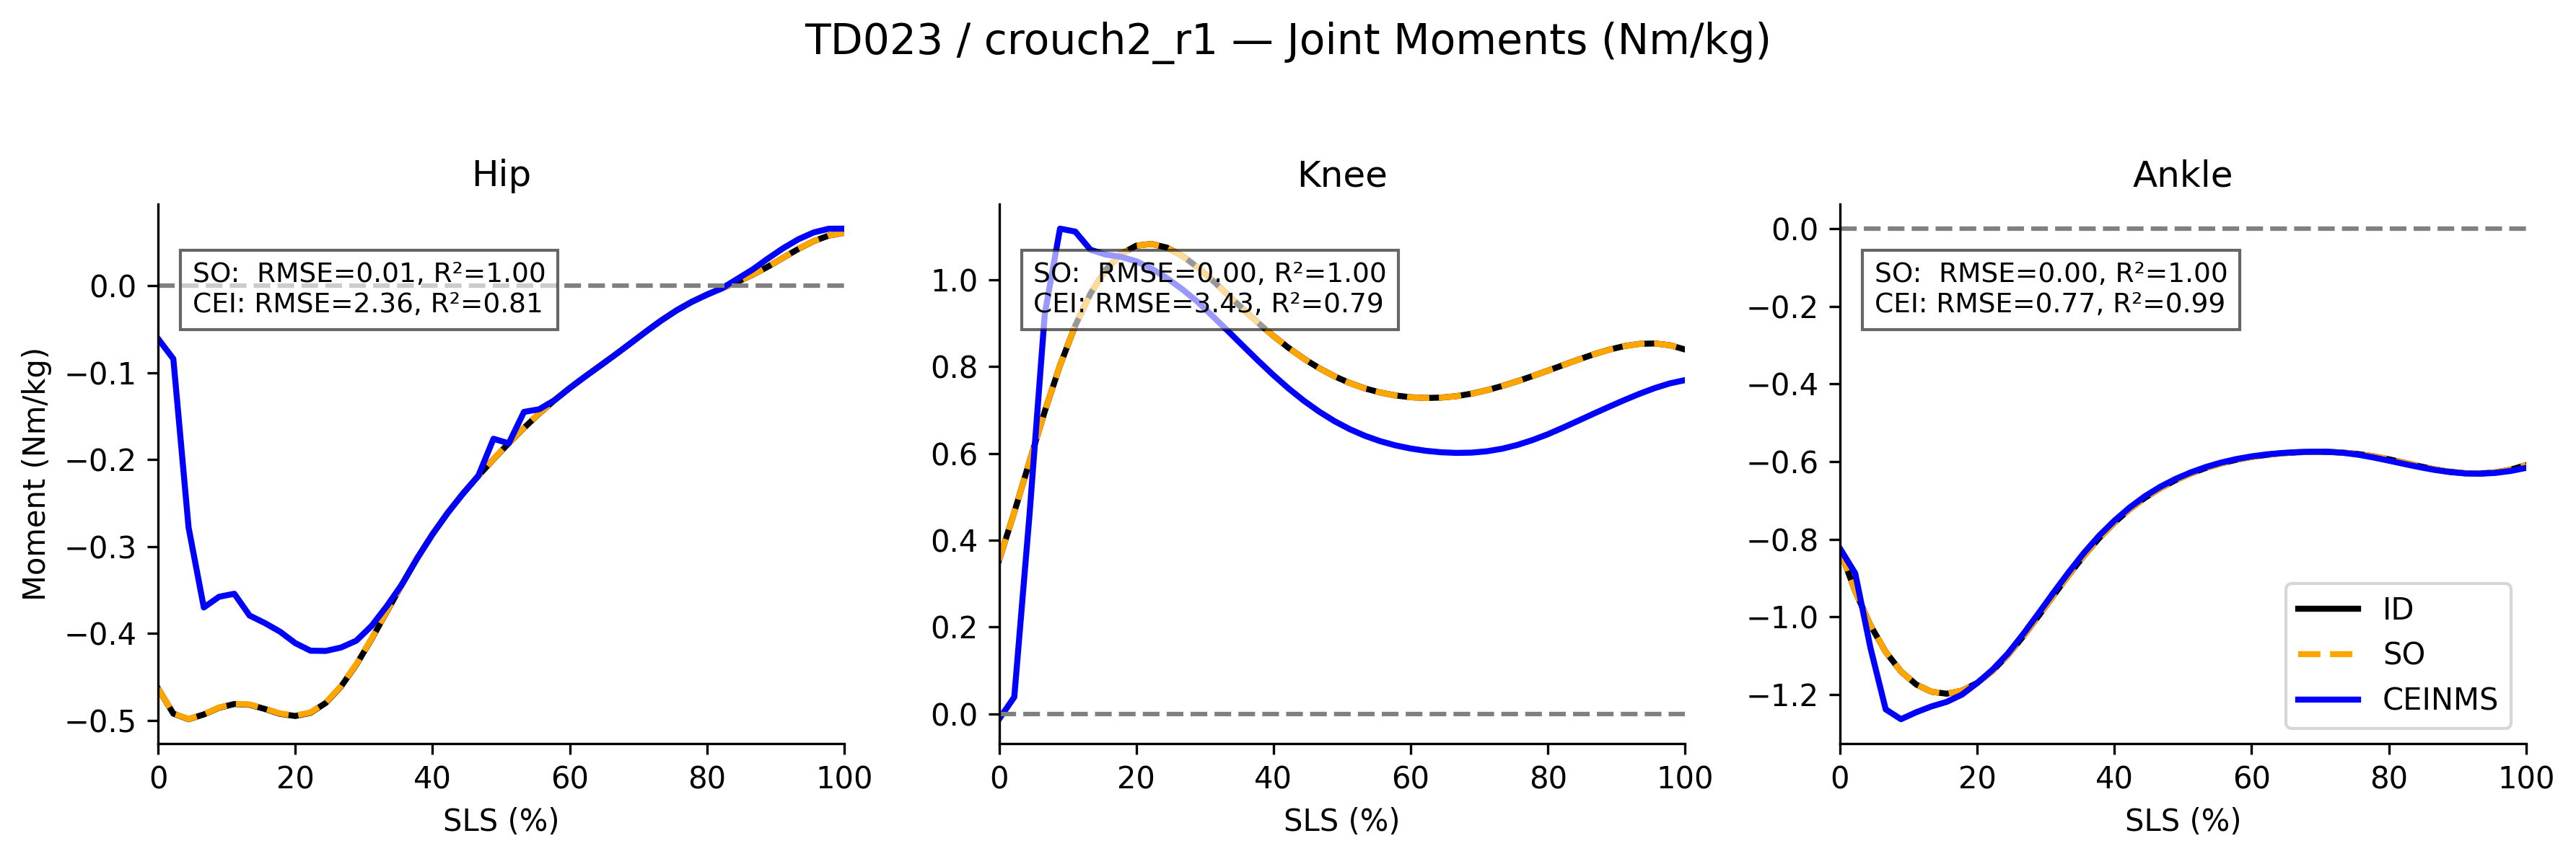 TD023 / crouch2_r1 — Joint Moments (Nm/kg)
Hip
Moment (Nm/kg)
0.0
−0.1
−0.2
−0.3
−0.4
−0.5
SO:  RMSE=0.01, R²=1.00
CEI: RMSE=2.36, R²=0.81
0 20 40 60 80 100
SLS (%)
Knee
1.0
0.8
0.6
0.4
0.2
0.0
SO:  RMSE=0.00, R²=1.00
CEI: RMSE=3.43, R²=0.79
0 20 40 60 80 100
SLS (%)
Ankle
0.0
−0.2
−0.4
−0.6
−0.8
−1.0
−1.2
SO:  RMSE=0.00, R²=1.00
CEI: RMSE=0.77, R²=0.99
ID
SO
CEINMS
0 20 40 60 80 100
SLS (%)